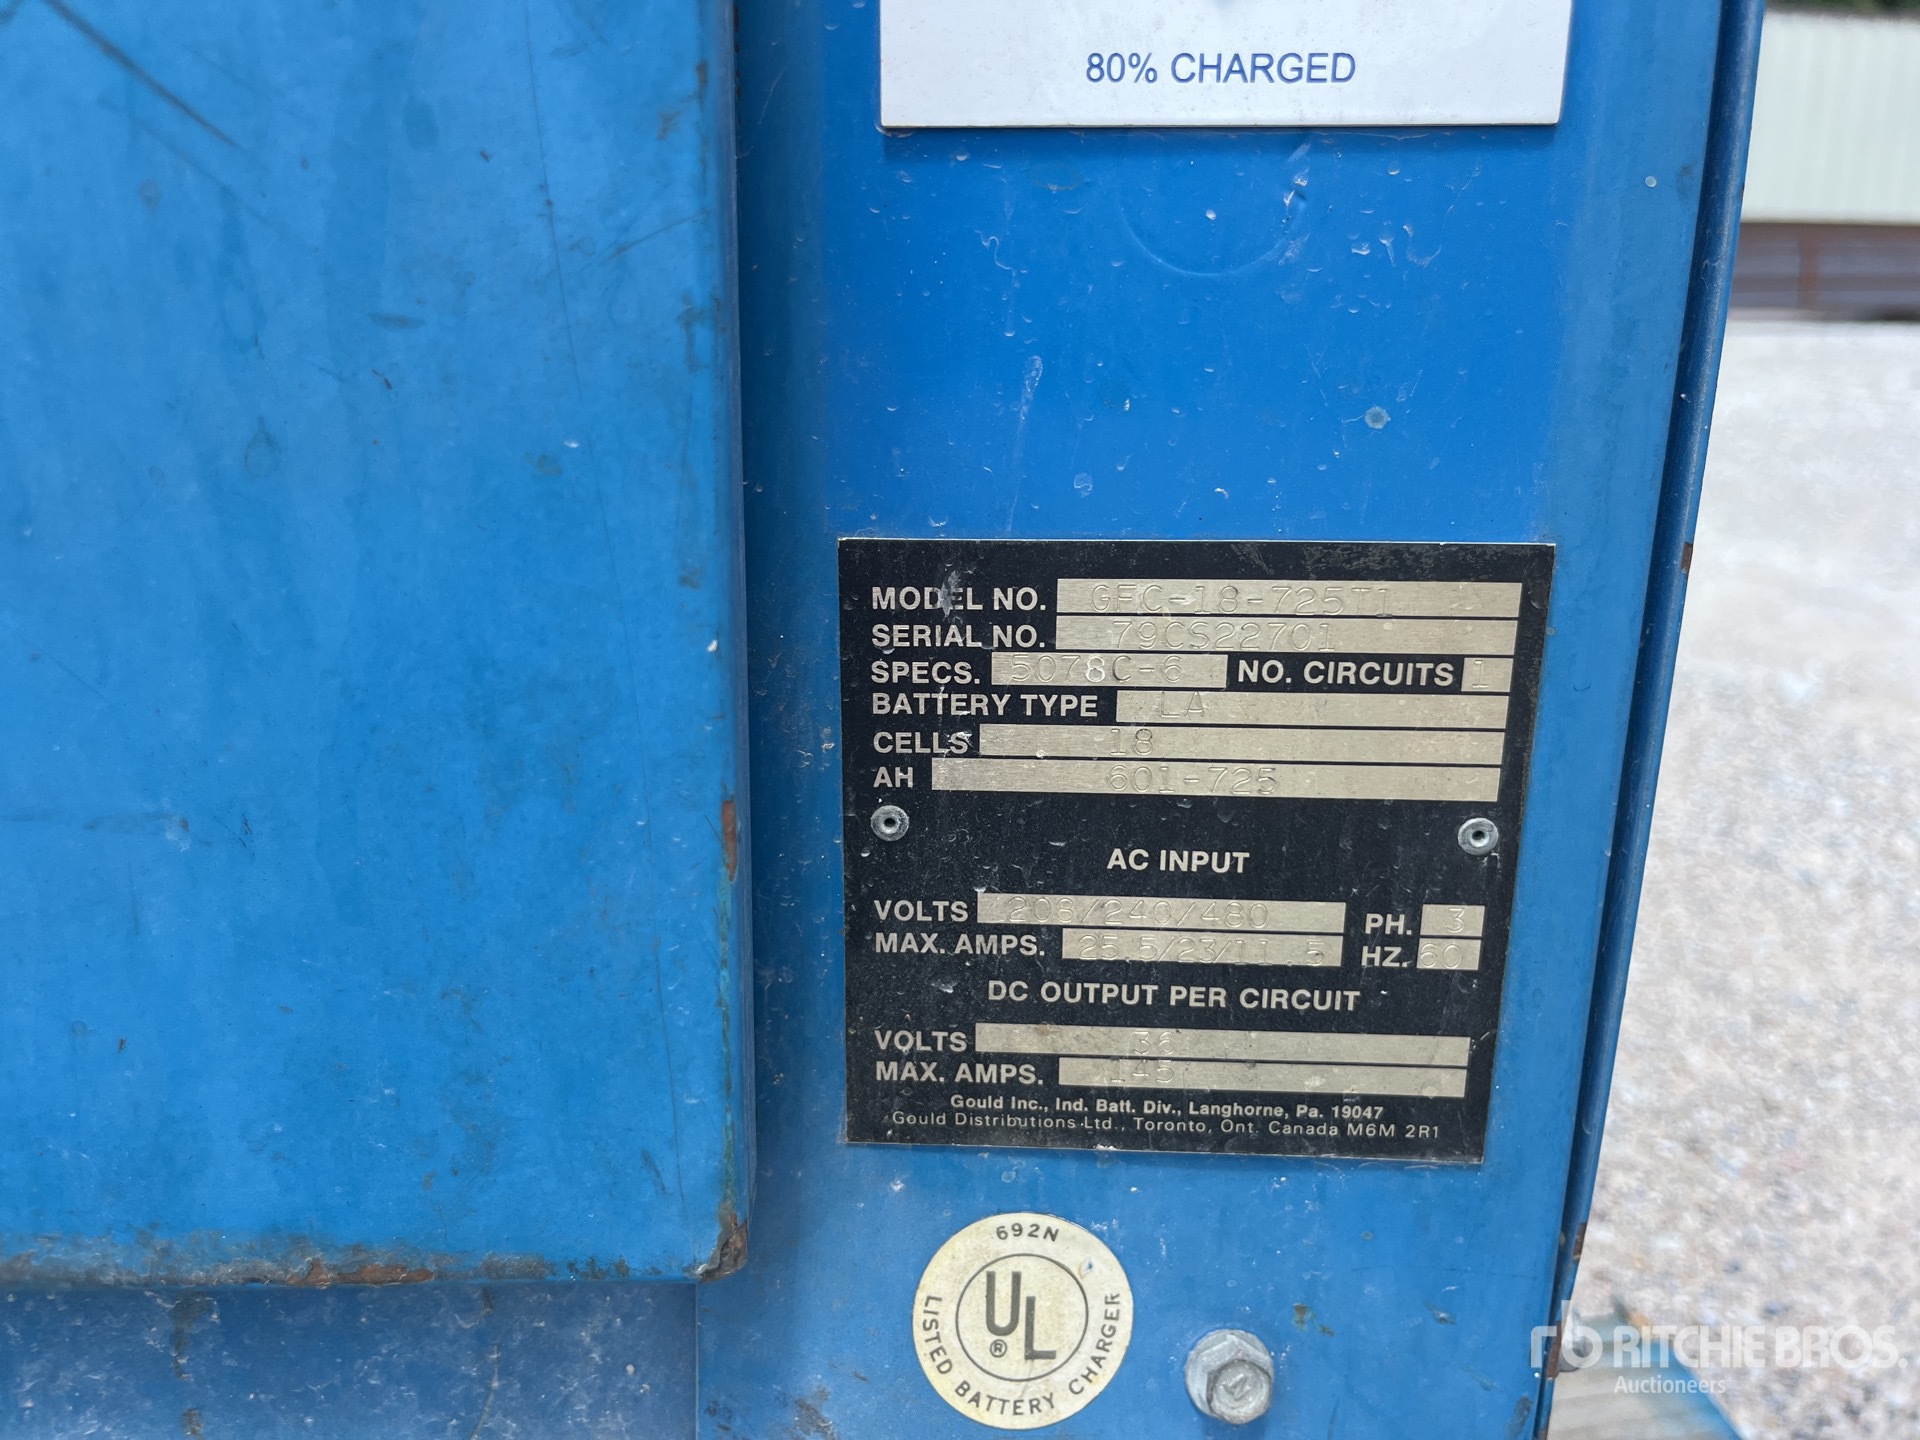 80% CHARGED
MODEL NO. GFC-18-725T1
SERIAL NO. 79CS22701
SPECS. 5078C-6 NO. CIRCUITS 1
BATTERY TYPE LA
CELLS 18
AH 601-725
AC INPUT
VOLTS 208/240/480 PH. 3
MAX. AMPS. 25.5/23/11.5 HZ. 60
DC OUTPUT PER CIRCUIT
VOLTS 36
MAX. AMPS. 145
Gould Inc., Ind. Batt. Div., Langhorne, Pa. 19047
Gould Distributions Ltd., Toronto, Ont. Canada M6M 2R1
692N
UL®
LISTED BATTERY CHARGER
W
rb RITCHIE BROS.
Auctioneers